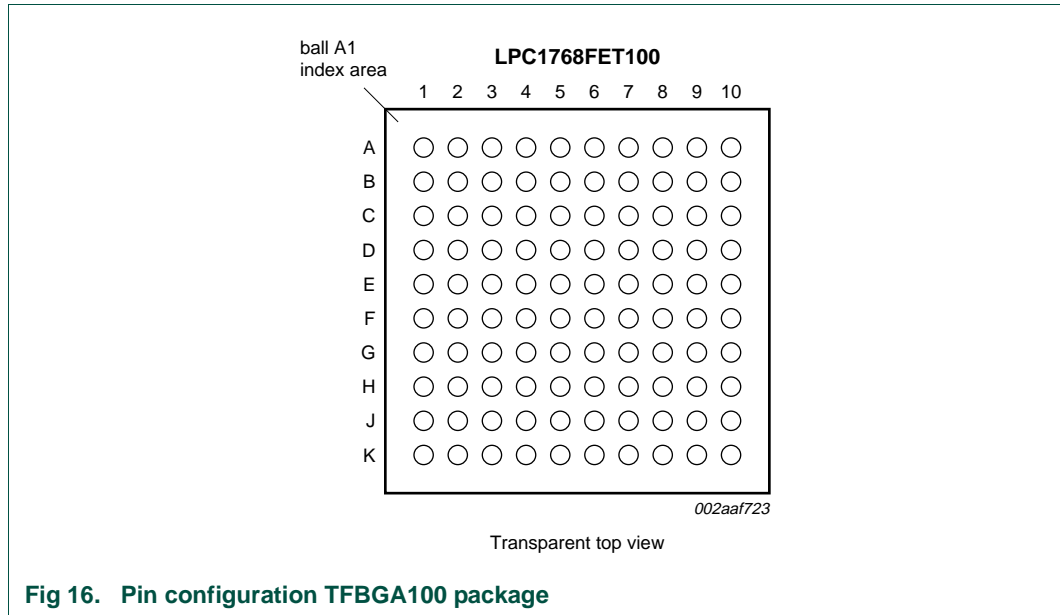 ball A1
index area
LPC1768FET100
1 2 3 4 5 6 7 8 9 10
A
B
C
D
E
F
G
H
J
K
002aaf723
Transparent top view
Fig 16. Pin configuration TFBGA100 package